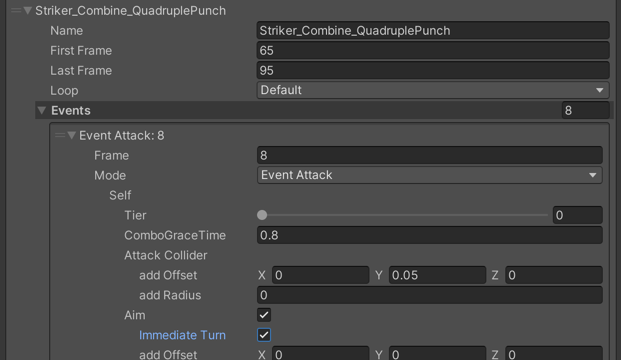 Striker_Combine_QuadruplePunch
Name Striker_Combine_QuadruplePunch
First Frame 65
Last Frame 95
Loop Default
Events 8
Event Attack: 8
Frame 8
Mode Event Attack
Self
Tier 0
ComboGraceTime 0.8
Attack Collider
add Offset X 0 Y 0.05 Z 0
add Radius 0
Aim
Immediate Turn
add Offset X 0 Y 0 Z 0